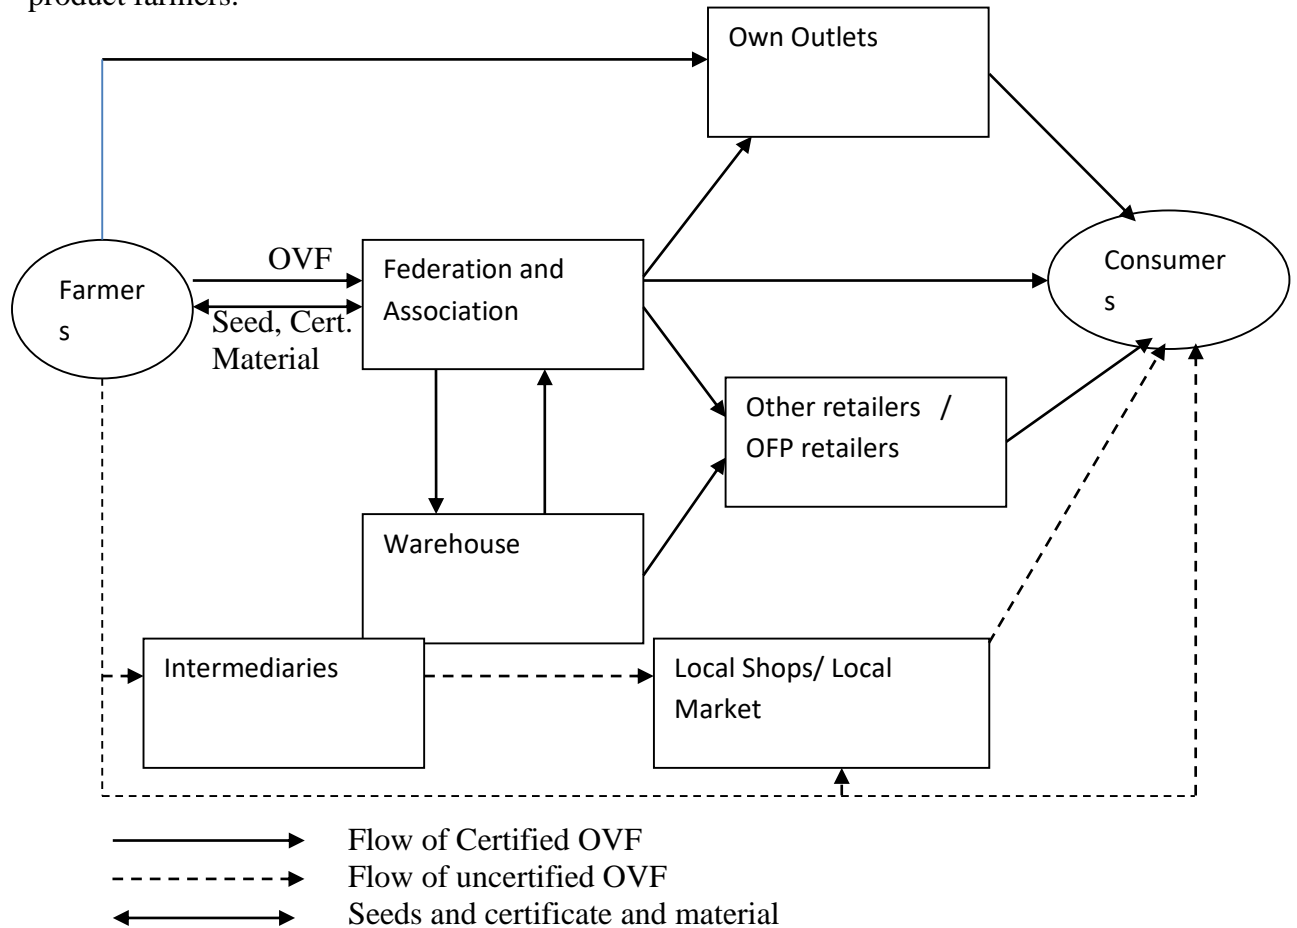 product farmers.
Own Outlets
OVF
Federation and
Association
Consumer
s
Farmer
s
Seed, Cert.
Material
Other retailers /
OFP retailers
Warehouse
Intermediaries
Local Shops/ Local
Market
Flow of Certified OVF
Flow of uncertified OVF
Seeds and certificate and material